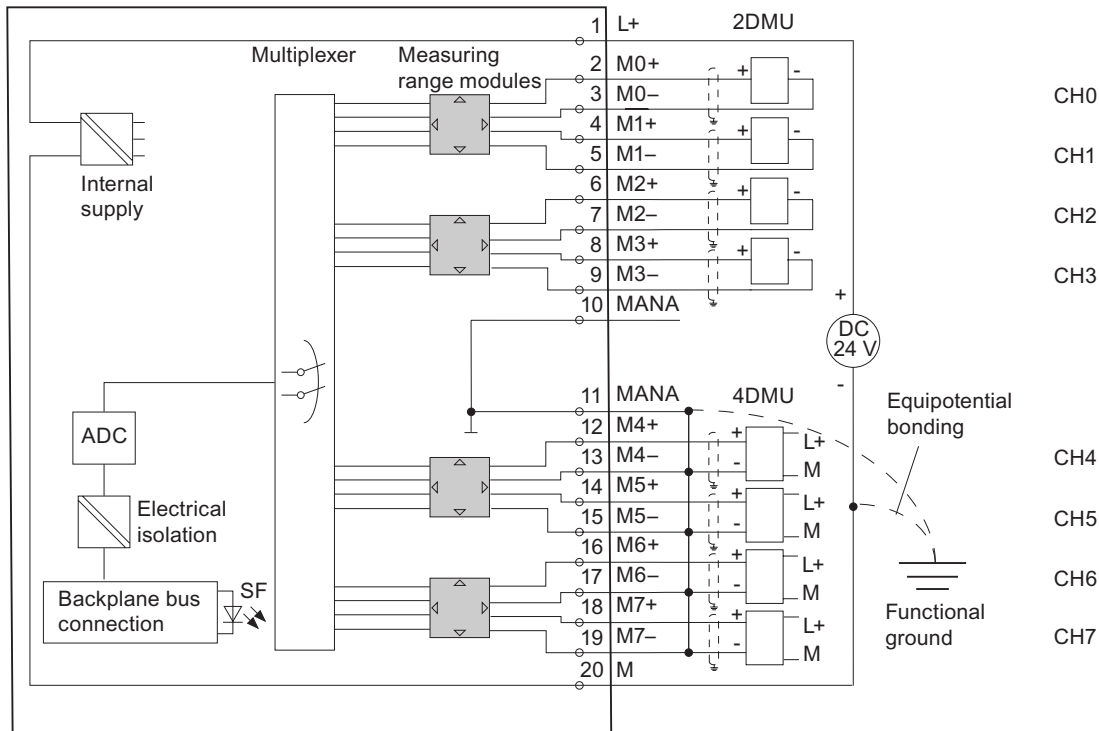 1 L+ 2DMU
Multiplexer Measuring
range modules
2 M0+ + -
3 M0– CH0
4 M1+ + -
5 M1– CH1
Internal
supply
6 M2+ + -
7 M2– CH2
8 M3+ + -
9 M3– CH3
10 MANA +
DC
24 V
-
11 MANA 4DMU Equipotential
bonding
12 M4+ + L+
ADC
13 M4– - M CH4
14 M5+ + L+
Electrical
isolation
15 M5– - M CH5
16 M6+ + L+
17 M6– - M CH6
SF
Backplane bus
connection
18 M7+ + L+
Functional
ground
19 M7– - M CH7
20 M